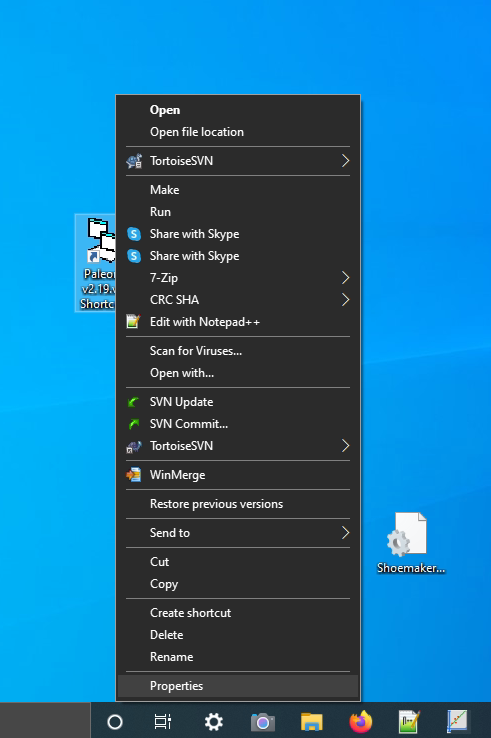 Open
Open file location
TortoiseSVN
Make
Run
Share with Skype
Share with Skype
7-Zip
CRC SHA
Edit with Notepad++
Scan for Viruses...
Open with...
SVN Update
SVN Commit...
TortoiseSVN
WinMerge
Restore previous versions
Send to
Cut
Copy
Create shortcut
Delete
Rename
Properties
v2.19.
Shortc
Shoemaker...